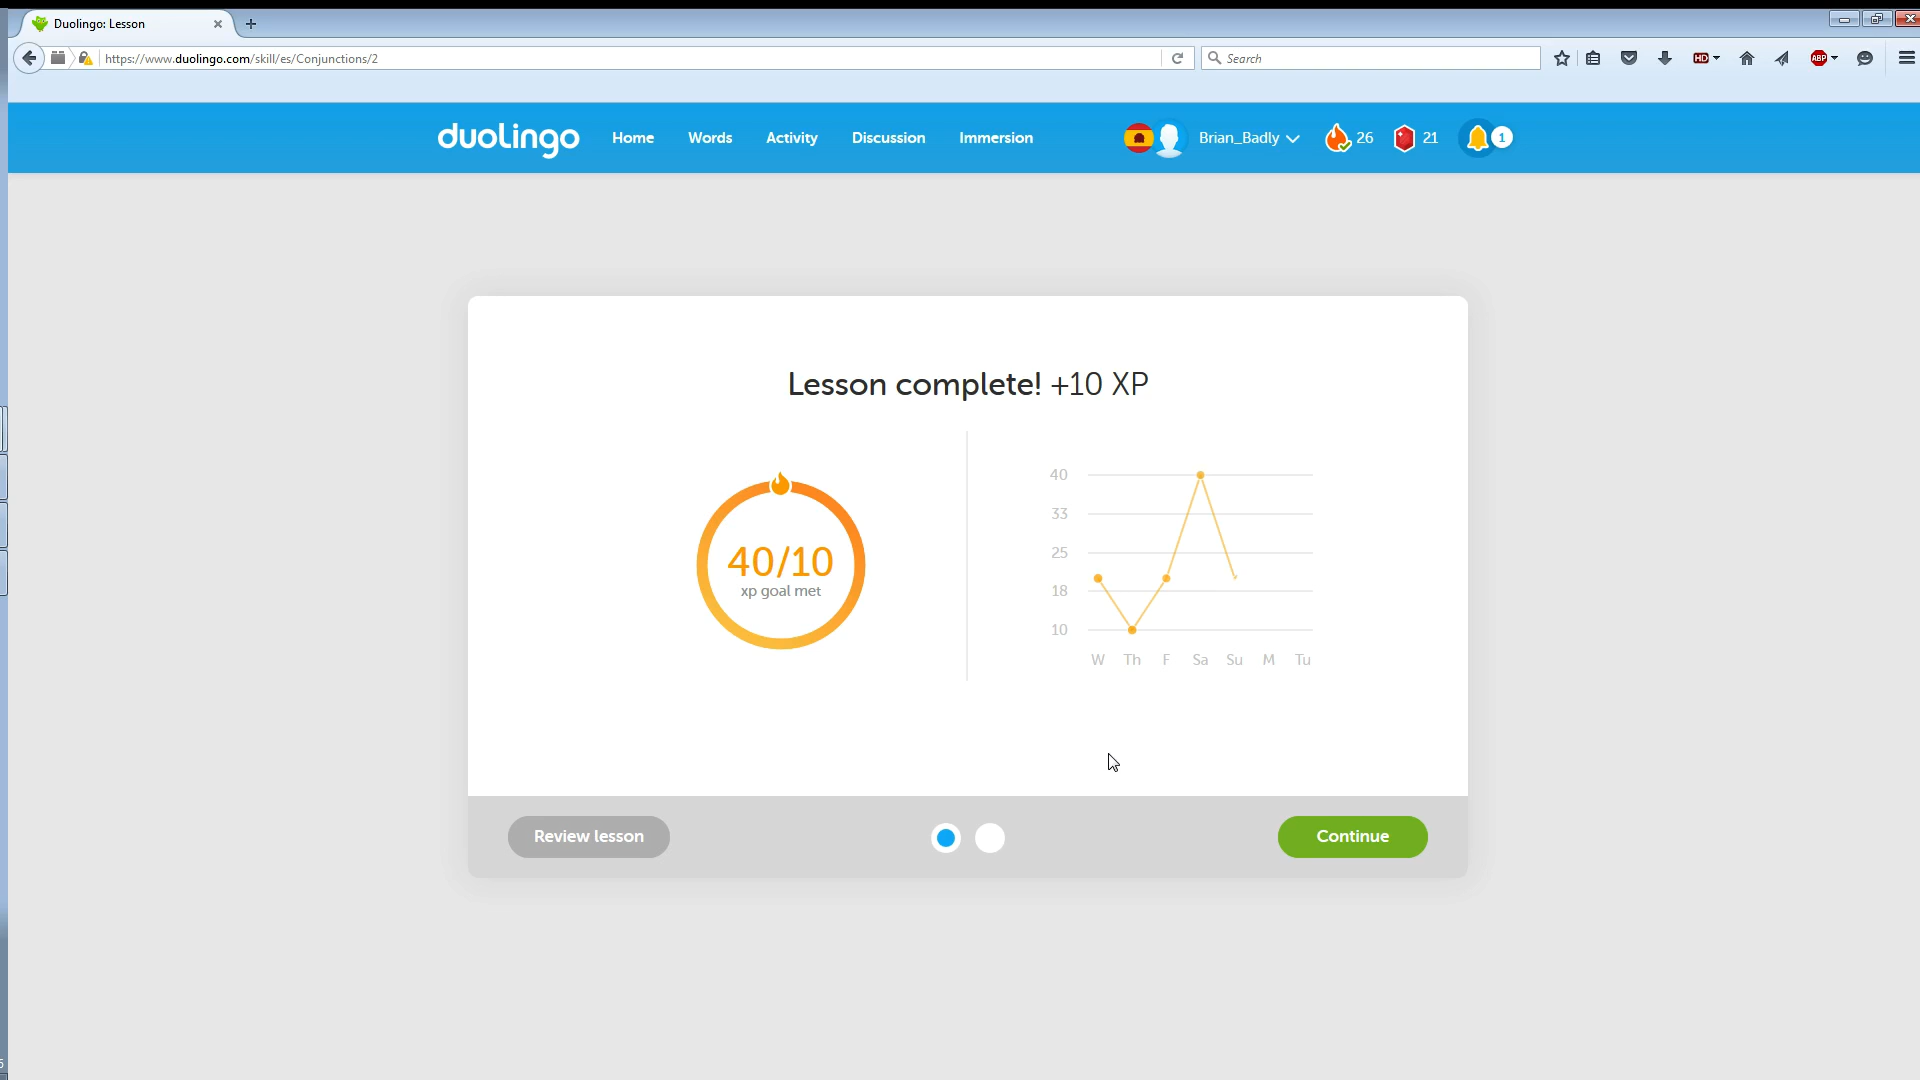 Duolingo: Lesson
https://www.duolingo.com/skill/es/Conjunctions/2
Search
HD
ABP
duolingo
Home
Words
Activity
Discussion
Immersion
Brian_Badly
26
21
1
Lesson complete! +10 XP
40/10
xp goal met
40
33
25
18
10
W Th F Sa Su M Tu
Review lesson
Continue